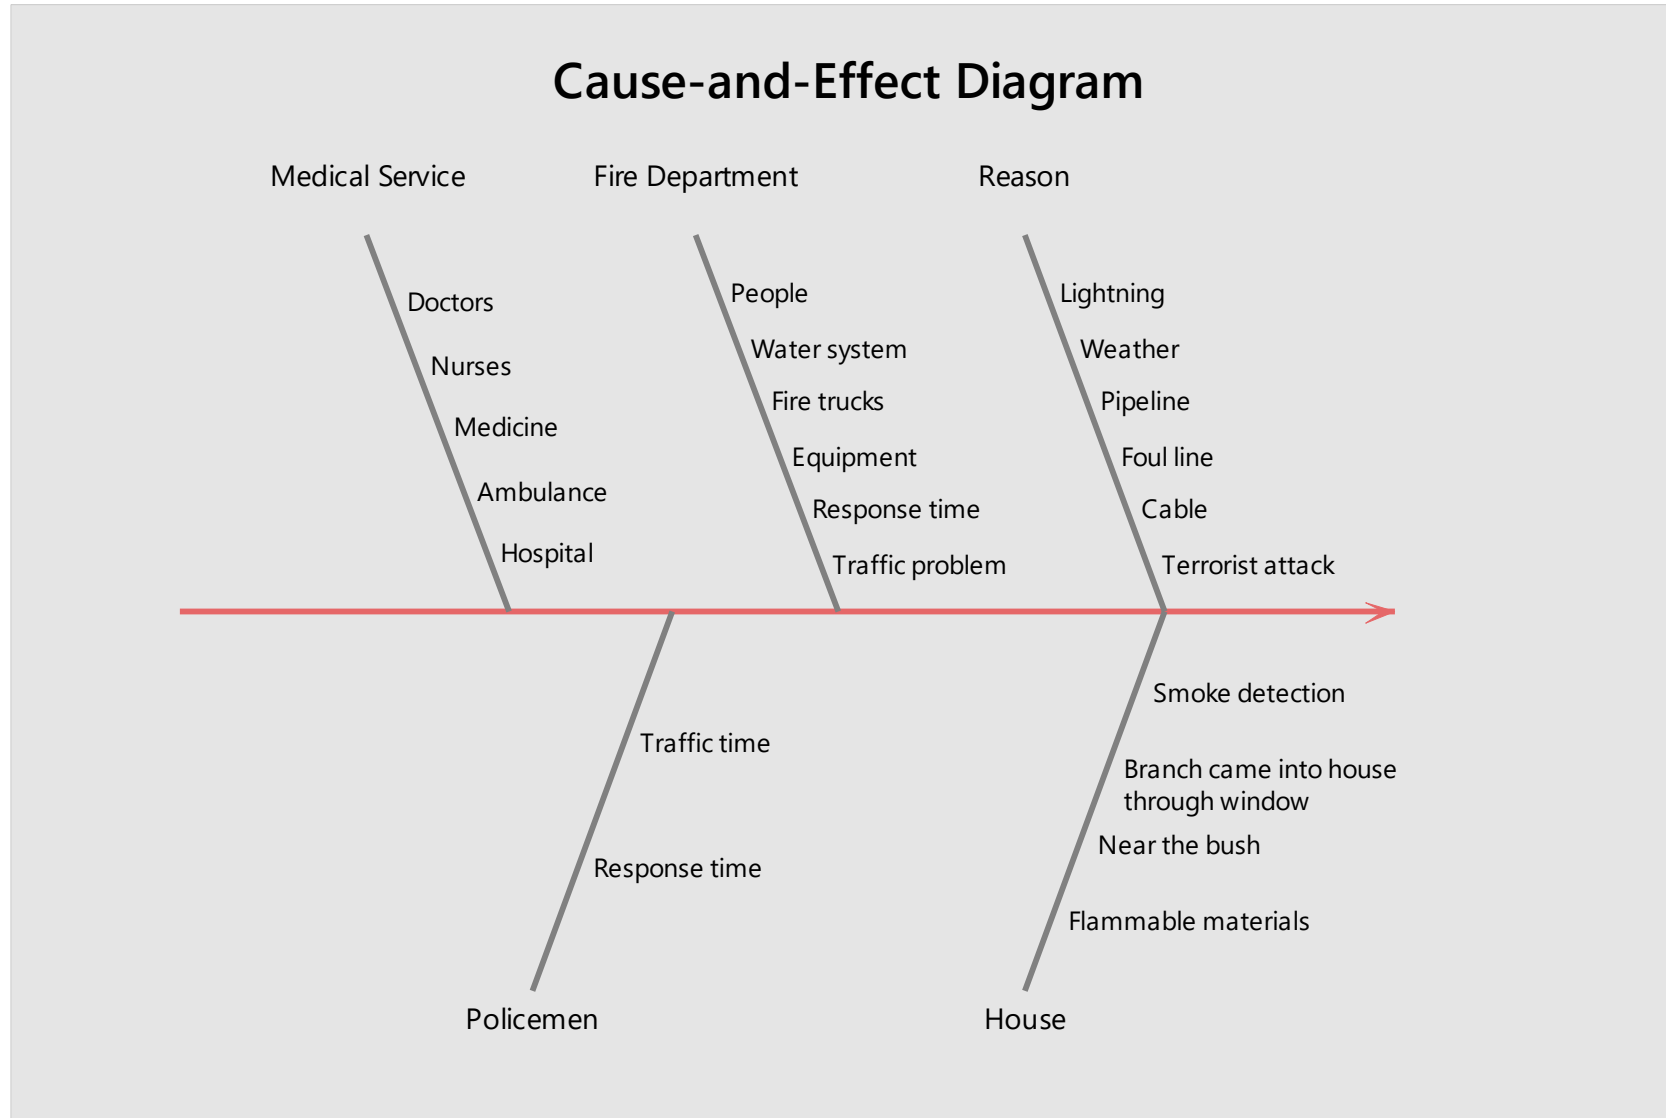 Cause-and-Effect Diagram
Medical Service
Fire Department
Reason
Doctors
Nurses
Medicine
Ambulance
Hospital
People
Water system
Fire trucks
Equipment
Response time
Traffic problem
Lightning
Weather
Pipeline
Foul line
Cable
Terrorist attack
Traffic time
Response time
Policemen
Smoke detection
Branch came into house
through window
Near the bush
Flammable materials
House